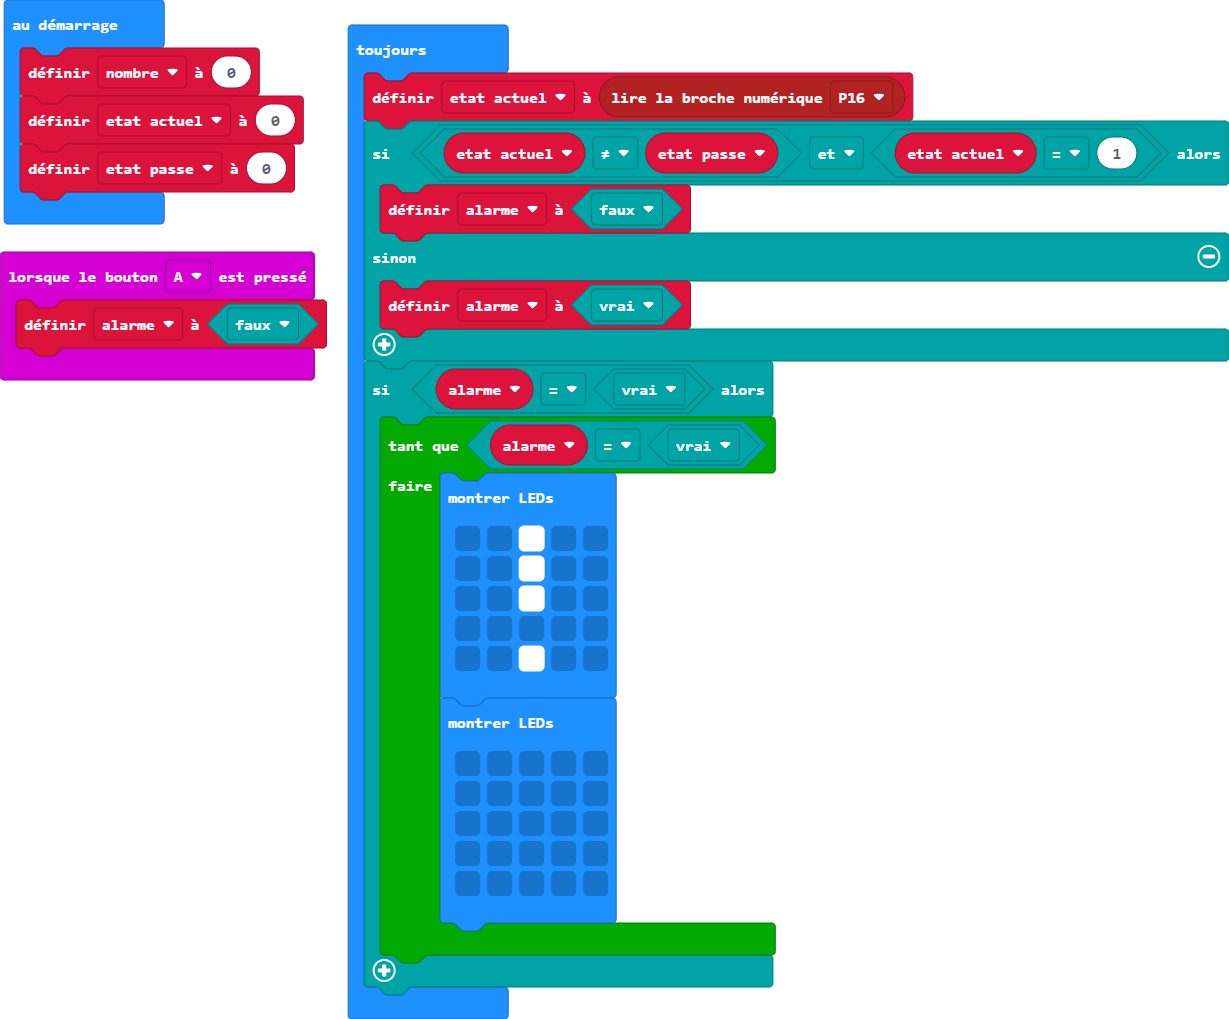 au démarrage
définir nombre à 0
définir etat actuel à 0
définir etat passe à 0
lorsque le bouton A est pressé
définir alarme à faux
toujours
définir etat actuel à lire la broche numérique P16
si etat actuel ≠ etat passe et etat actuel = 1 alors
définir alarme à faux
sinon
définir alarme à vrai
si alarme = vrai alors
tant que alarme = vrai
faire
montrer LEDs
montrer LEDs